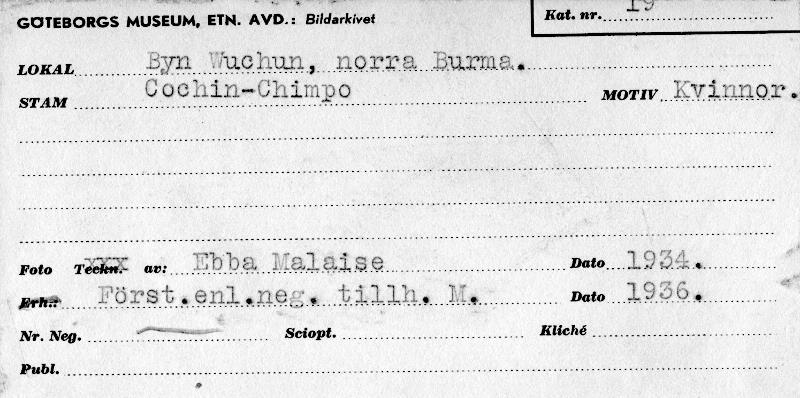 GÖTEBORGS MUSEUM, ETN. AVD.: Bildarkivet
Kat. nr. 19
LOKAL Byn Wuchun, norra Burma.
STAM Cochin-Chimpo MOTIV Kvinnor.
Foto Teckn. av: Ebba Malaise Dato 1934.
Erh.: Först.enl.neg. tillh. M. Dato 1936.
Nr. Neg. Sciopt. Kliché
Publ.